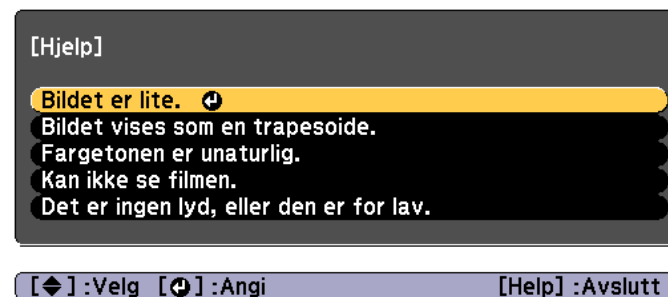 [Hjelp]
Bildet er lite.
Bildet vises som en trapesoide.
Fargetonen er unaturlig.
Kan ikke se filmen.
Det er ingen lyd, eller den er for lav.
[ ] :Velg [ ] :Angi [Help] :Avslutt